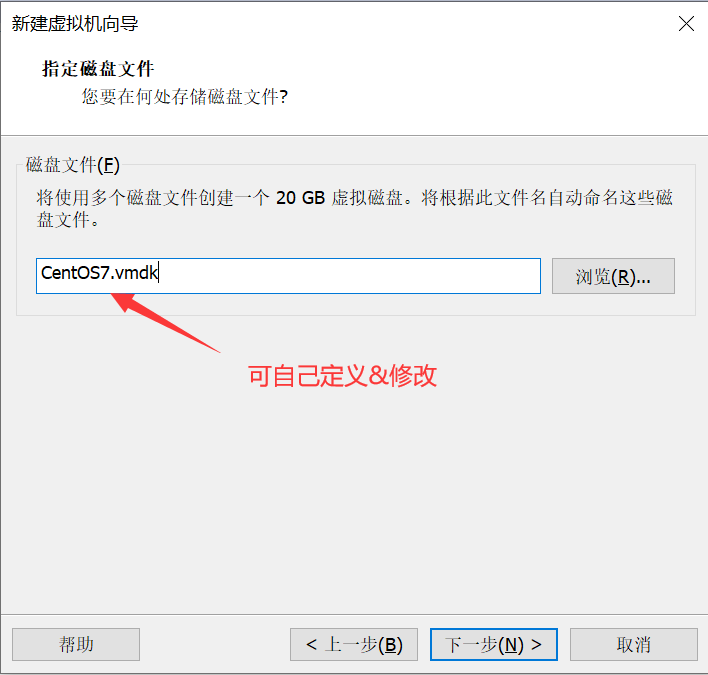 新建虚拟机向导
指定磁盘文件
您要在何处存储磁盘文件?
磁盘文件(F)
将使用多个磁盘文件创建一个 20 GB 虚拟磁盘。将根据此文件名自动命名这些磁
盘文件。
CentOS7.vmdk
浏览(R)...
可自己定义&修改
帮助
< 上一步(B)
下一步(N) >
取消